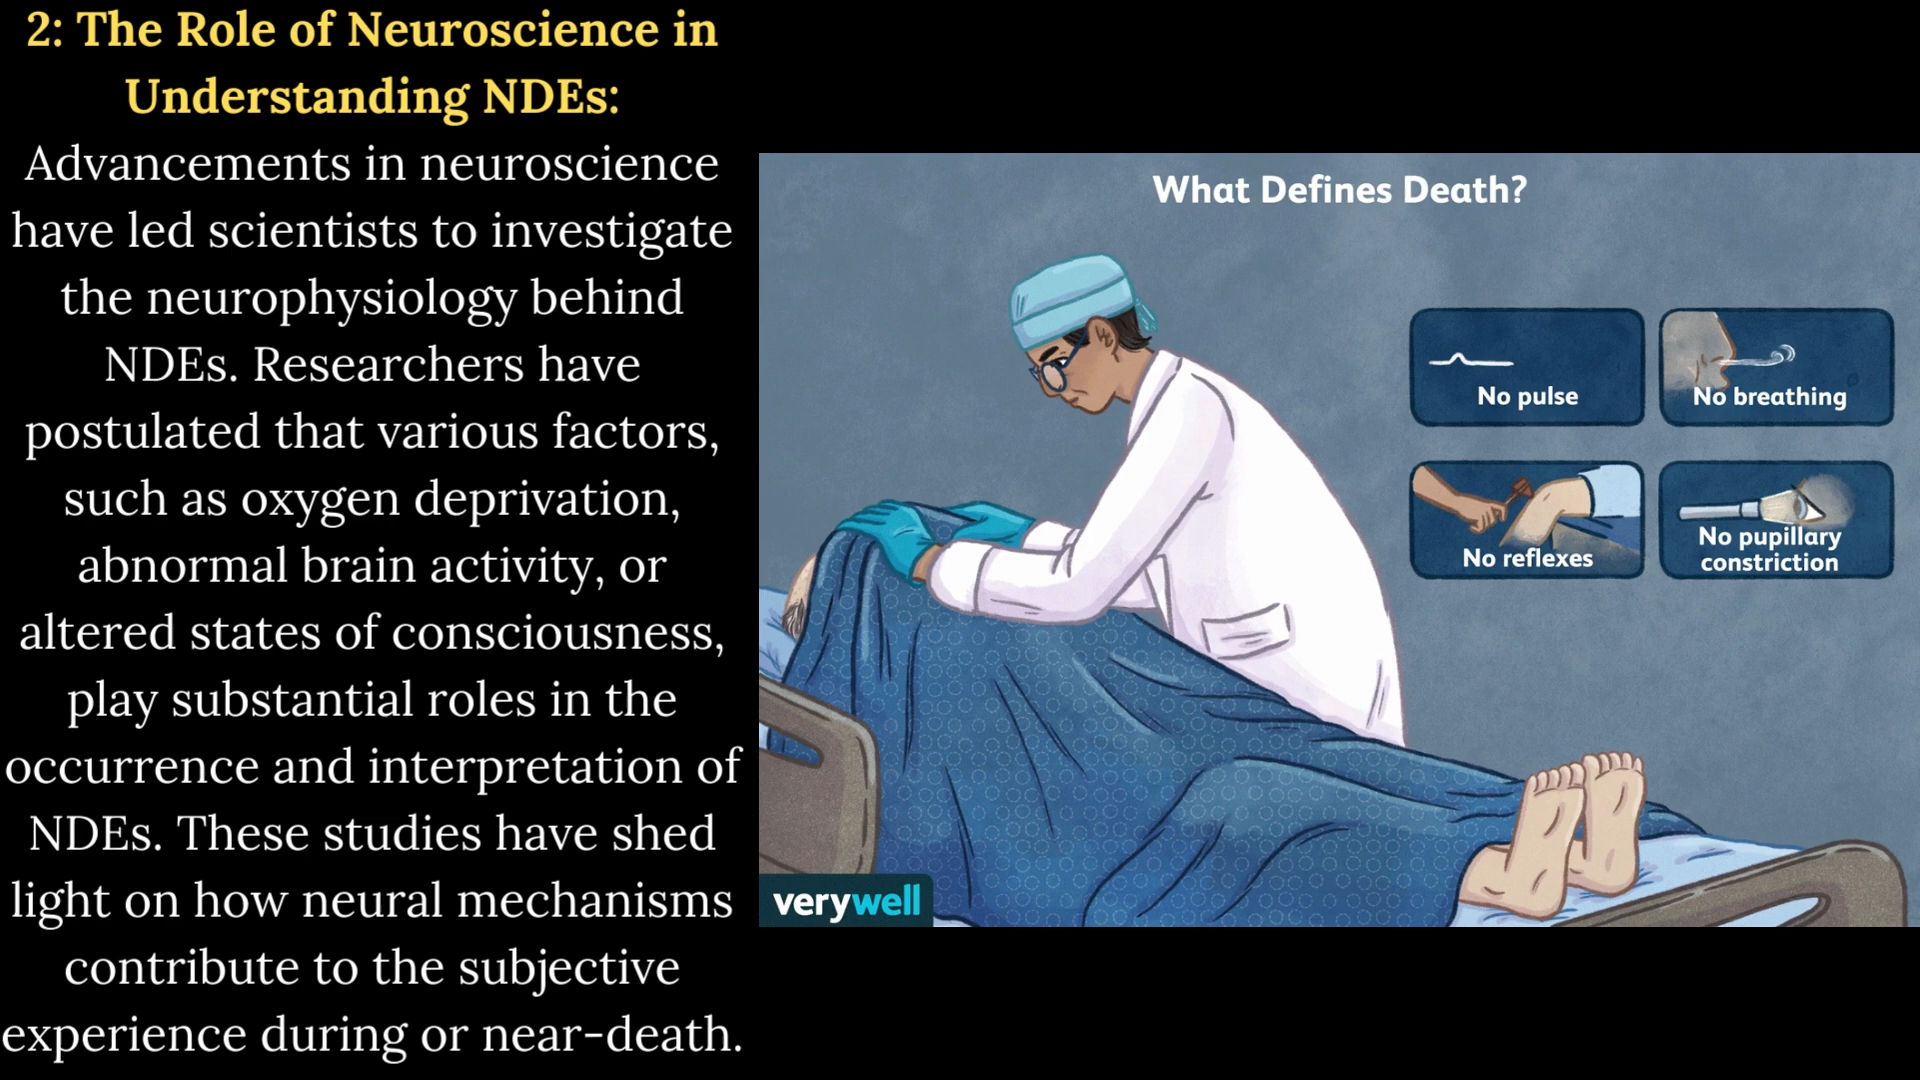 2: The Role of Neuroscience in
Understanding NDEs:
Advancements in neuroscience
have led scientists to investigate
the neurophysiology behind
NDEs. Researchers have
postulated that various factors,
such as oxygen deprivation,
abnormal brain activity, or
altered states of consciousness,
play substantial roles in the
occurrence and interpretation of
NDEs. These studies have shed
light on how neural mechanisms
contribute to the subjective
experience during or near-death.
What Defines Death?
No pulse
No breathing
No reflexes
No pupillary
constriction
verywell